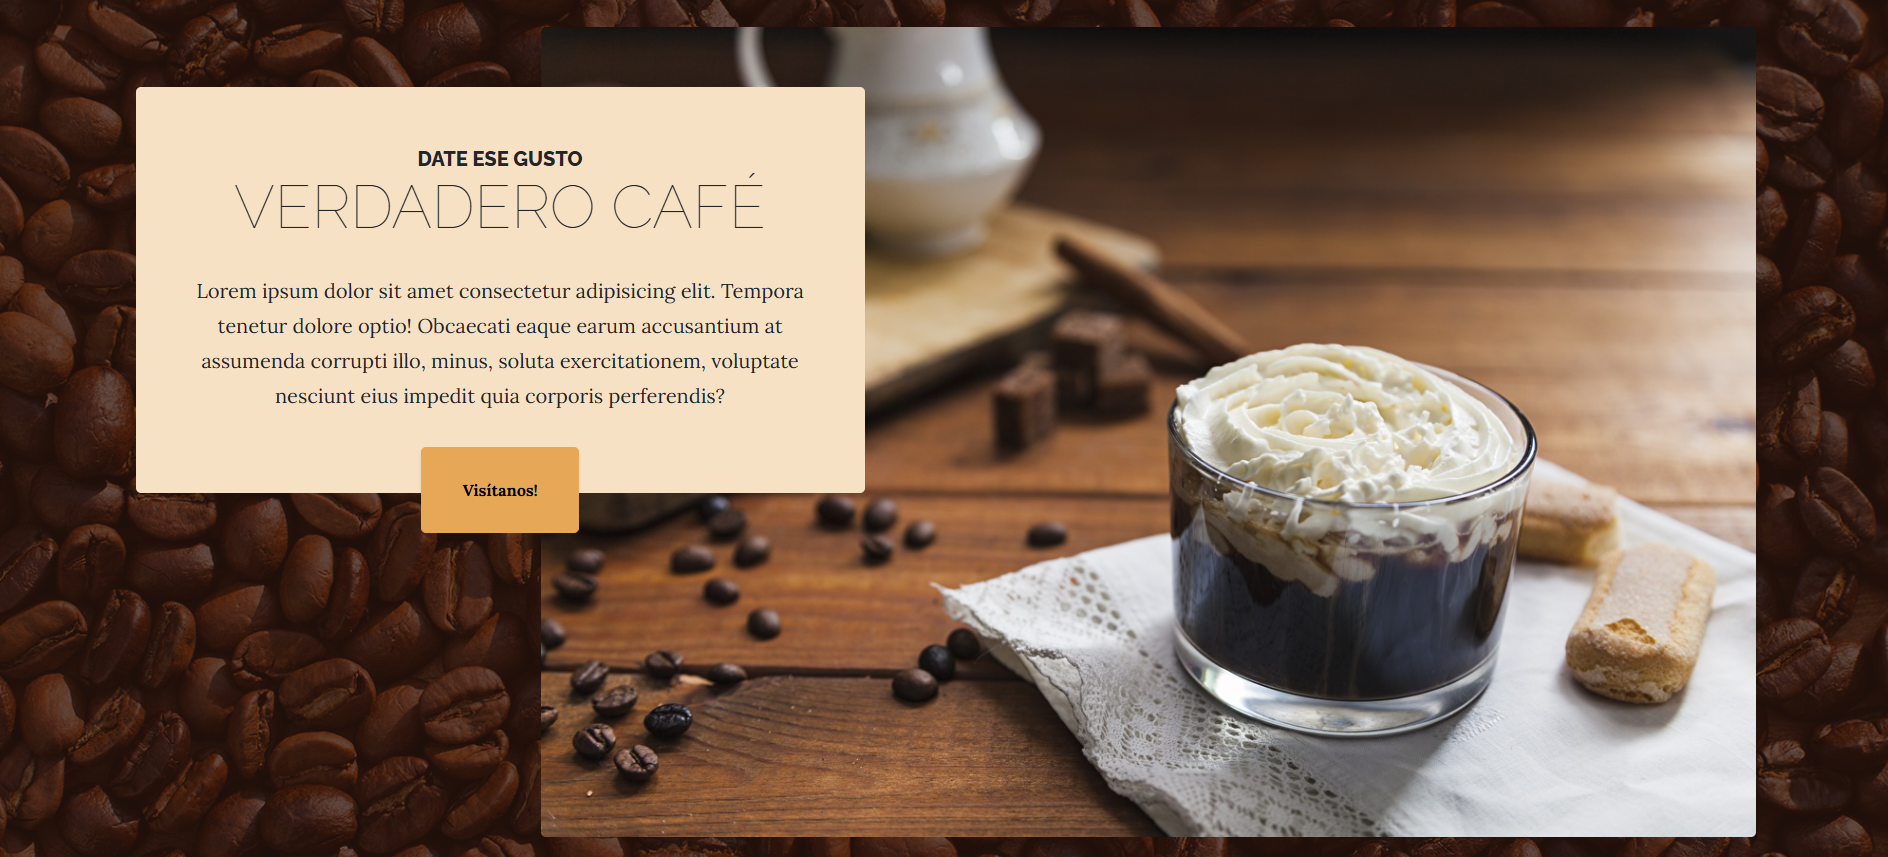 DATE ESE GUSTO
VERDADERO CAFÉ
Lorem ipsum dolor sit amet consectetur adipisicing elit. Tempora
tenetur dolore optio! Obcaecati eaque earum accusantium at
assumenda corrupti illo, minus, soluta exercitationem, voluptate
nesciunt eius impedit quia corporis perferendis?
Visítanos!